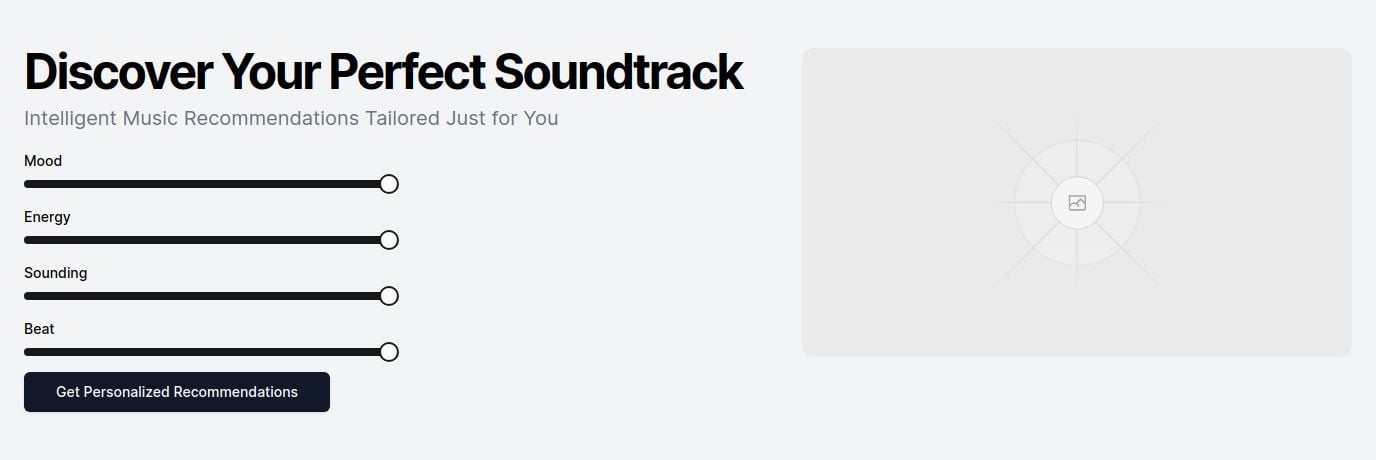 Discover Your Perfect Soundtrack
Intelligent Music Recommendations Tailored Just for You
Mood
Energy
Sounding
Beat
Get Personalized Recommendations